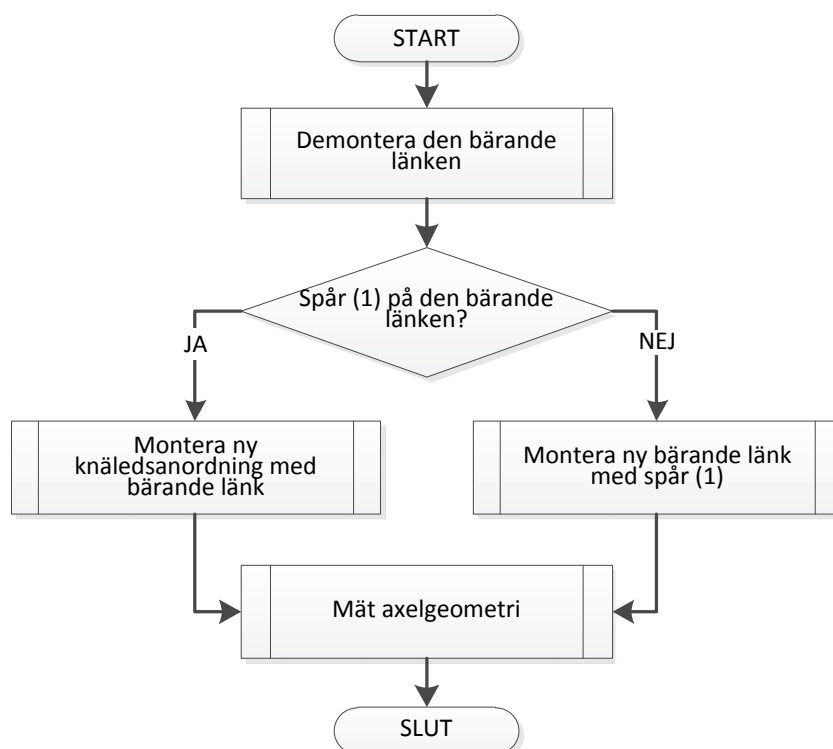 START
Demontera den bärande
länken
Spår (1) på den bärande
länken?
JA
NEJ
Montera ny
knäledsanordning med
bärande länk
Montera ny bärande länk
med spår (1)
Mät axelgeometri
SLUT